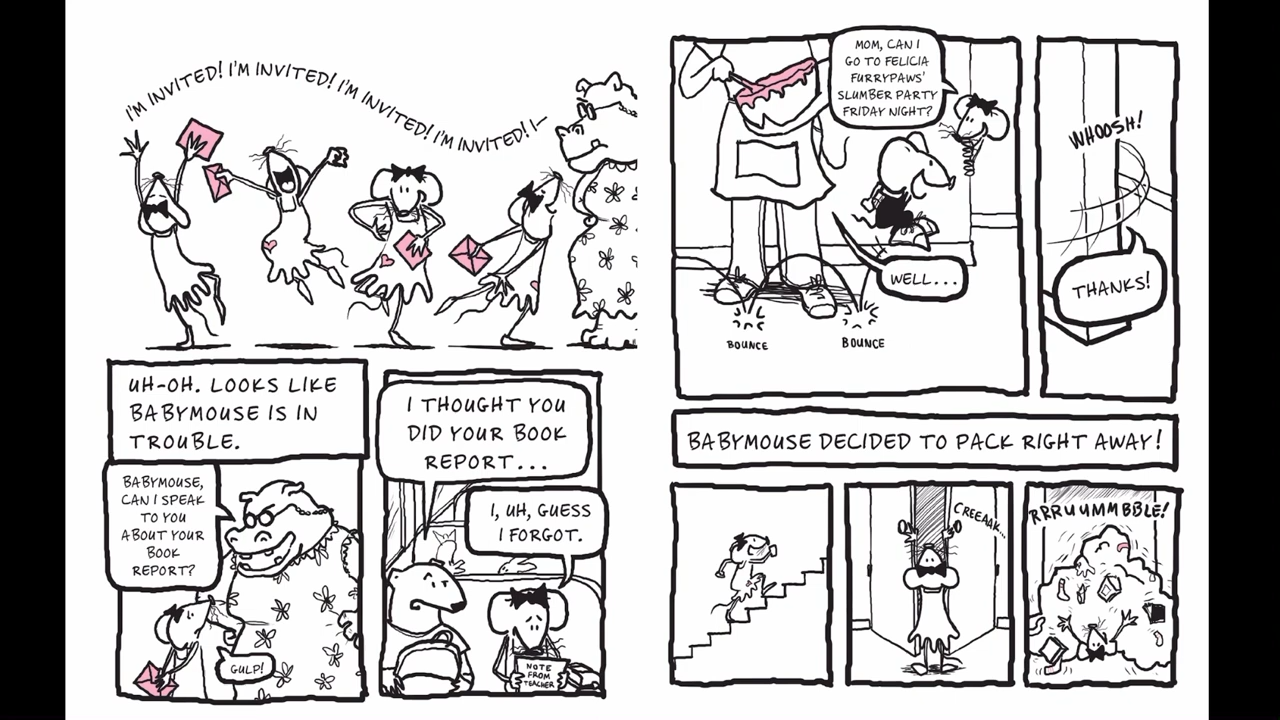 I'M INVITED! I'M INVITED! I'M INVITED! I'M INVITED! I—
UH-OH. LOOKS LIKE
BABYMOUSE IS IN
TROUBLE.
BABYMOUSE,
CAN I SPEAK
TO YOU
ABOUT YOUR
BOOK
REPORT?
GULP!
I THOUGHT YOU
DID YOUR BOOK
REPORT...
I, UH, GUESS
I FORGOT.
NOTE
FROM
TEACHER
MOM, CAN I
GO TO FELICIA
FURRYPAWS'
SLUMBER PARTY
FRIDAY NIGHT?
WELL...
BOUNCE
BOUNCE
WHOOSH!
THANKS!
BABYMOUSE DECIDED TO PACK RIGHT AWAY!
CREEAAK...
RRRUUMMBBLE!